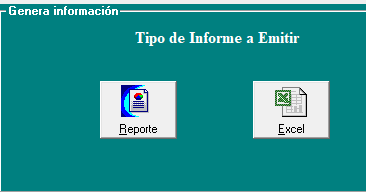 Genera información
Tipo de Informe a Emitir
Reporte
Excel